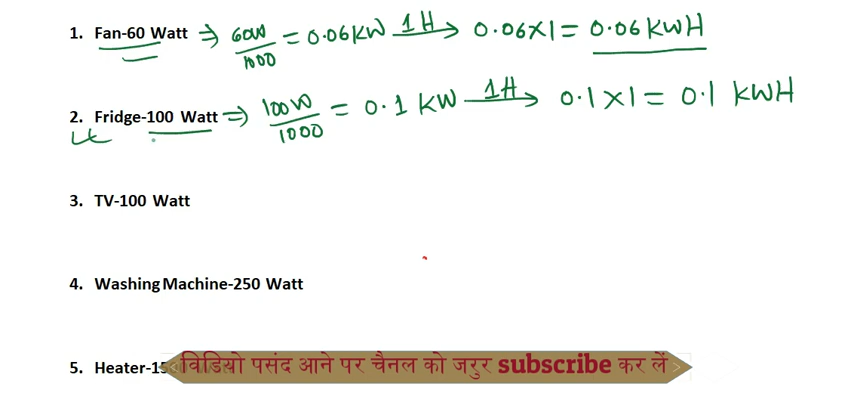 1. Fan-60 Watt ⇒ 60W/1000 = 0.06KW 1H → 0.06×1 = 0.06KWH
2. Fridge-100 Watt ⇒ 100W/1000 = 0.1 KW 1H → 0.1×1 = 0.1 KWH
3. TV-100 Watt
4. Washing Machine-250 Watt
5. Heater-
विडियो पसंद आने पर चैनल को जरुर subscribe कर लें